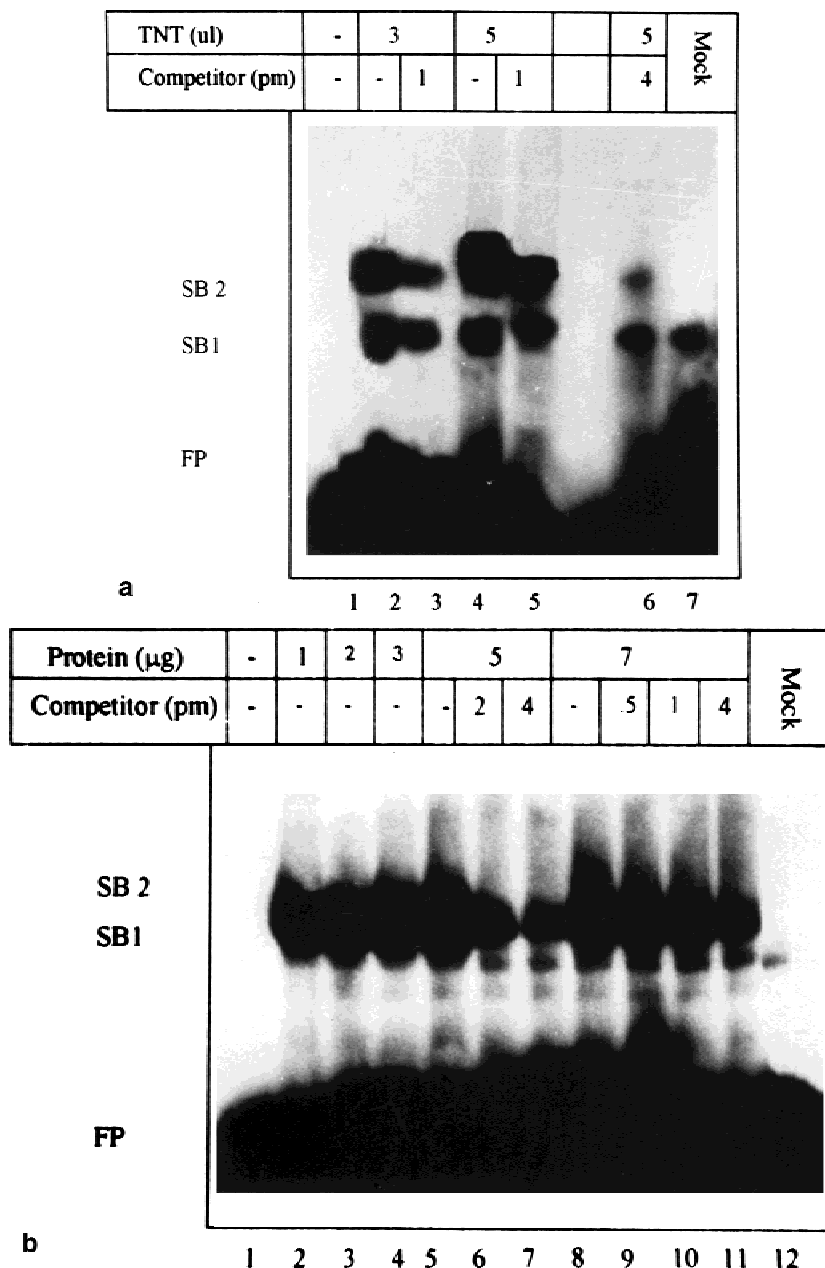 TNT (ul) - 3 5 5 Mock
Competitor (pm) - - 1 - 1 4
SB 2
SB1
FP
a
1 2 3 4 5 6 7
Protein (µg) - 1 2 3 5 7 Mock
Competitor (pm) - - - - - 2 4 - .5 1 4
SB 2
SB1
FP
b
1 2 3 4 5 6 7 8 9 10 11 12